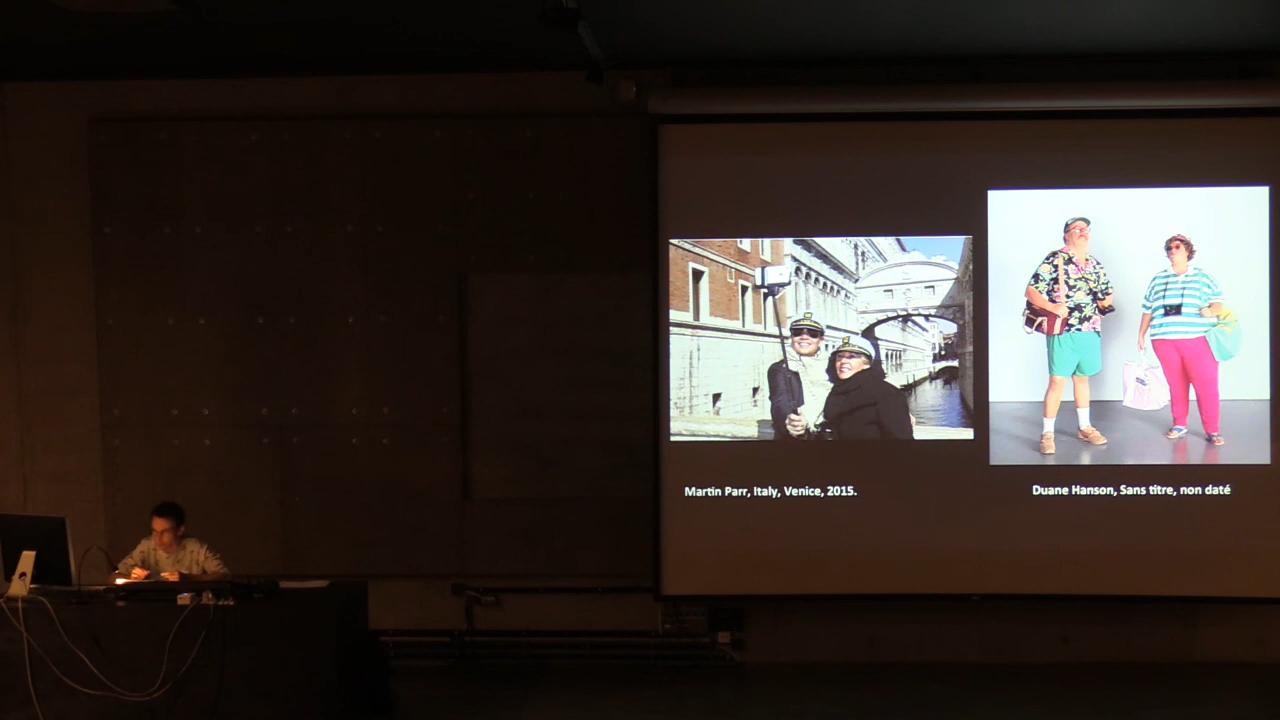 Martin Parr, Italy, Venice, 2015.
Duane Hanson, Sans titre, non daté